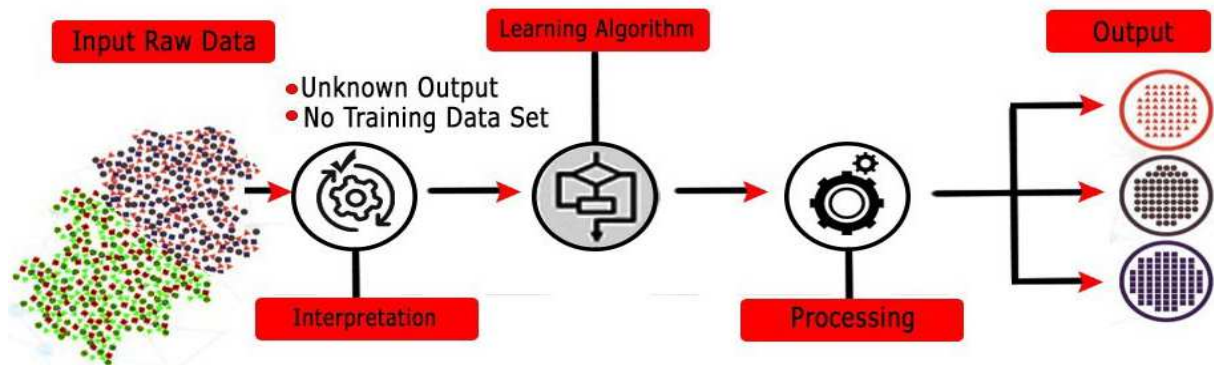 Input Raw Data
Unknown Output
No Training Data Set
Interpretation
Learning Algorithm
Processing
Output